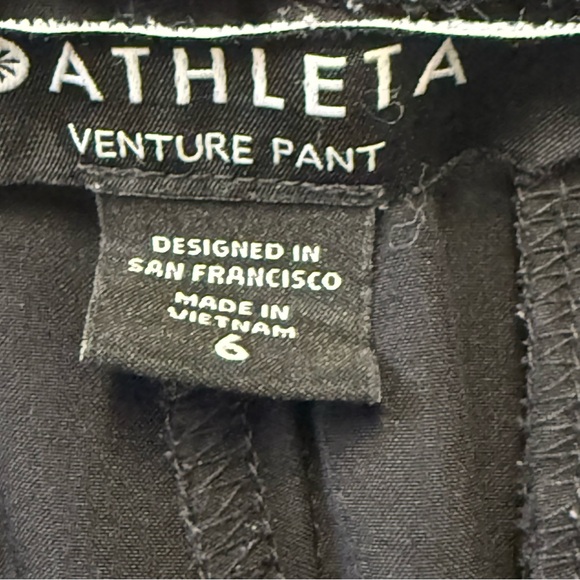 ATHLETA
VENTURE PANT
DESIGNED IN
SAN FRANCISCO
MADE IN
VIETNAM
6